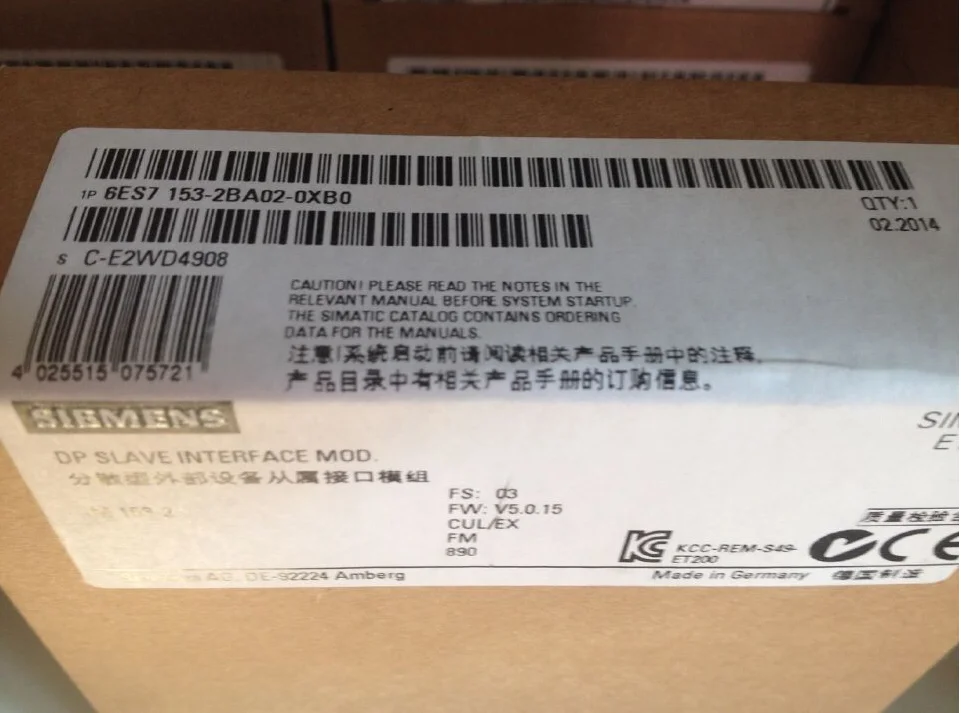 1P 6ES7 153-2BA02-0XB0
QTY:1
02.2014
S C-E2WD4908
CAUTION! PLEASE READ THE NOTES IN THE
RELEVANT MANUAL BEFORE SYSTEM STARTUP.
THE SIMATIC CATALOG CONTAINS ORDERING
DATA FOR THE MANUALS.
注意!系统启动前请阅读相关产品手册中的注释,
产品目录中有相关产品手册的订购信息。
4 025515 075721
SIEMENS
DP SLAVE INTERFACE MOD.
分散型外部设备从属接口模组
153-2
FS: 03
FW: V5.0.15
CUL/EX
FM
890
KCC-REM-S49-
ET200
质量检验
CE
AG, DE-92224 Amberg
Made in Germany 德国制造